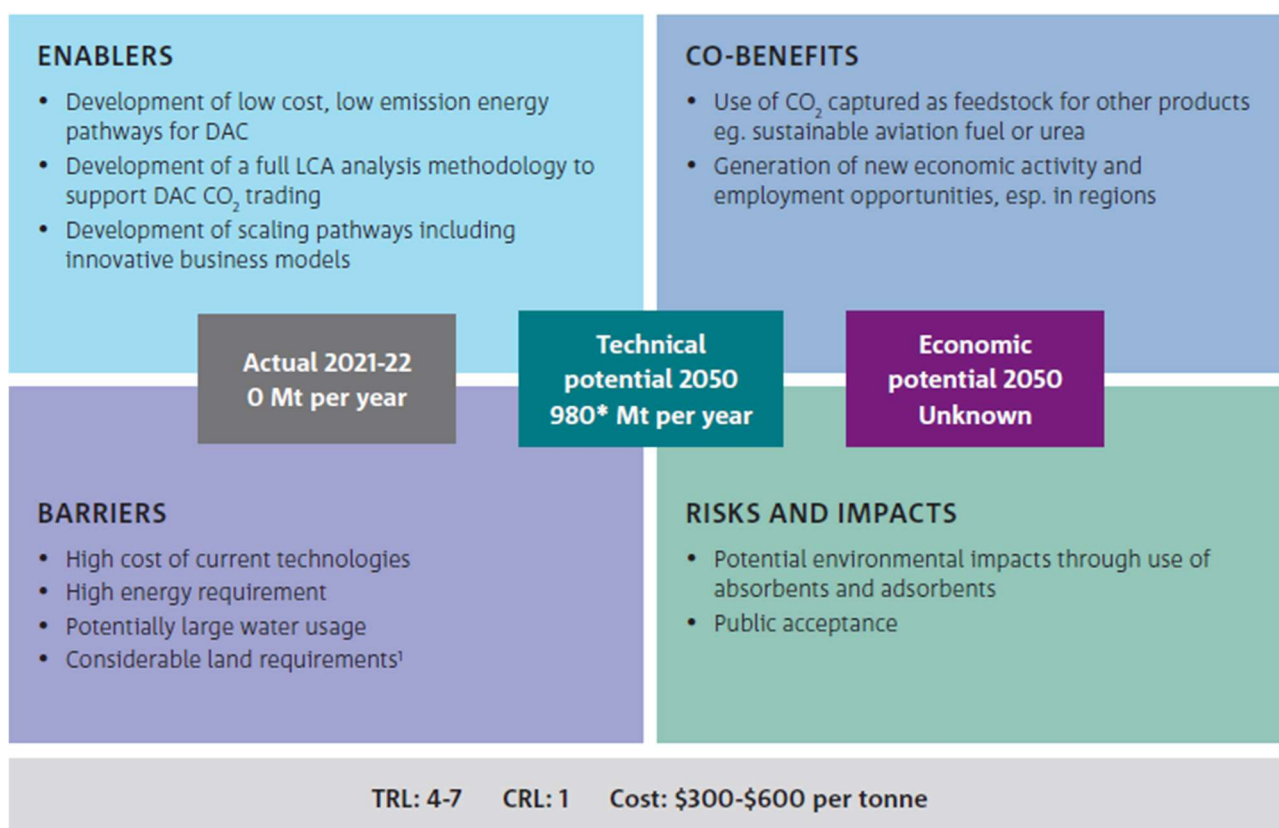 ENABLERS
• Development of low cost, low emission energy
pathways for DAC
• Development of a full LCA analysis methodology to
support DAC CO₂ trading
• Development of scaling pathways including
innovative business models
CO-BENEFITS
• Use of CO₂ captured as feedstock for other products
eg. sustainable aviation fuel or urea
• Generation of new economic activity and
employment opportunities, esp. in regions
Actual 2021-22
0 Mt per year
Technical
potential 2050
980* Mt per year
Economic
potential 2050
Unknown
BARRIERS
• High cost of current technologies
• High energy requirement
• Potentially large water usage
• Considerable land requirements¹
RISKS AND IMPACTS
• Potential environmental impacts through use of
absorbents and adsorbents
• Public acceptance
TRL: 4-7 CRL: 1 Cost: $300-$600 per tonne